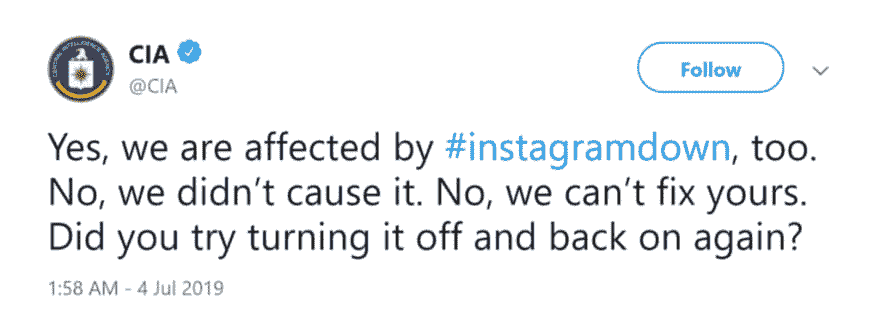 CIA
@CIA
Follow
Yes, we are affected by #instagramdown, too.
No, we didn't cause it. No, we can't fix yours.
Did you try turning it off and back on again?
1:58 AM - 4 Jul 2019